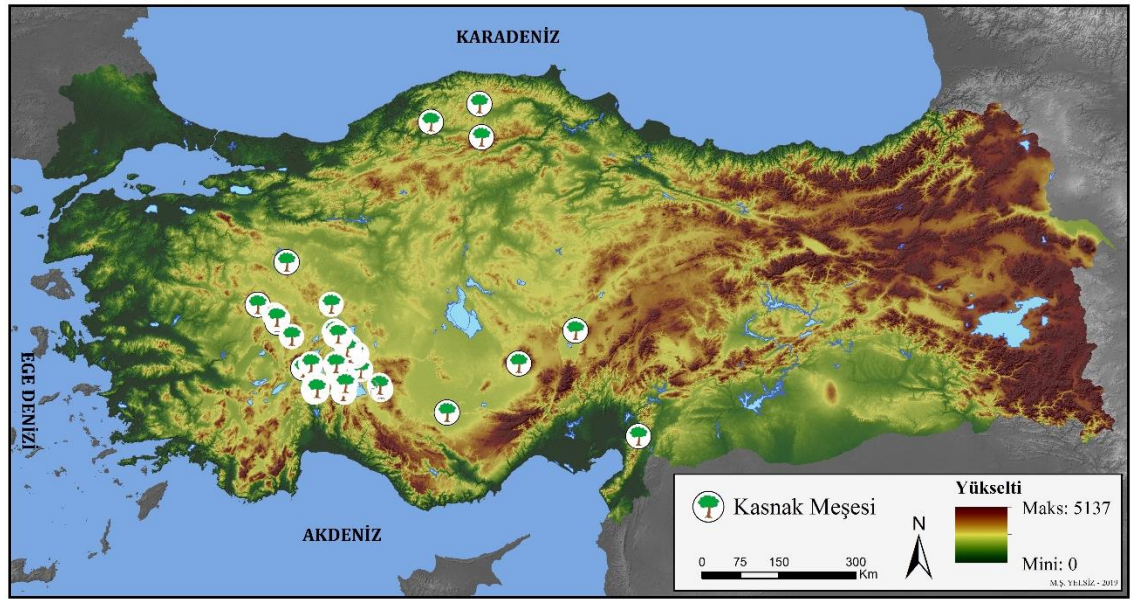 KARADENİZ
EGE DENİZİ
AKDENİZ
Kasnak Meşesi
Yükselti
Maks: 5137
Mini: 0
N
0 75 150 300
Km
M.Ş. YELSİZ - 2019